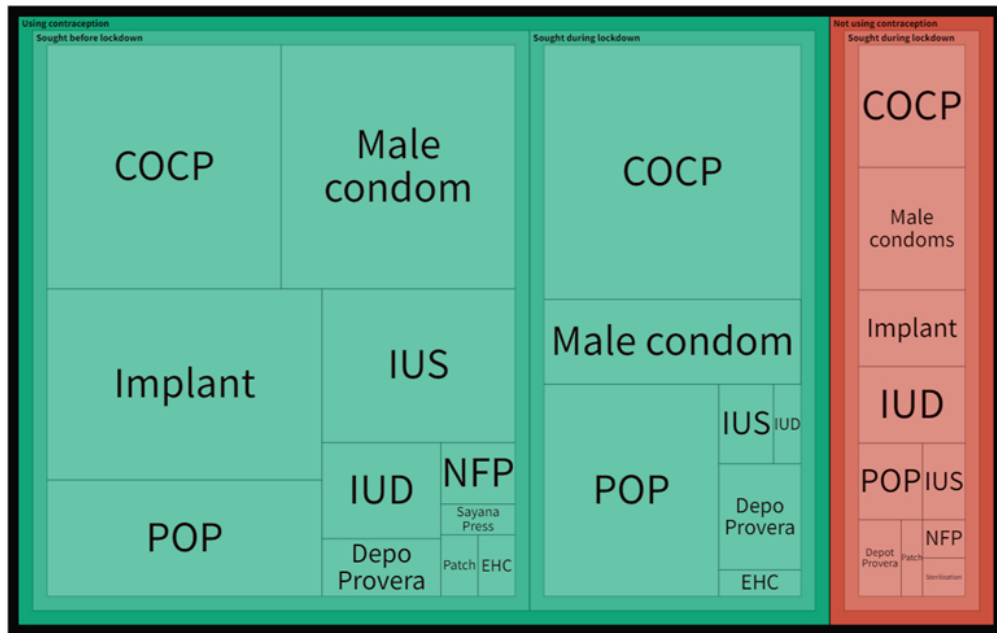 Using contraception
Sought before lockdown
COCP
Male
condom
Implant
IUS
POP
IUD
NFP
Sayana
Press
Depo
Provera
Patch
EHC
Sought during lockdown
COCP
Male condom
POP
IUS
IUD
Depo
Provera
EHC
Not using contraception
Sought during lockdown
COCP
Male
condoms
Implant
IUD
POP
IUS
Depot
Provera
Patch
NFP
Sterilisation